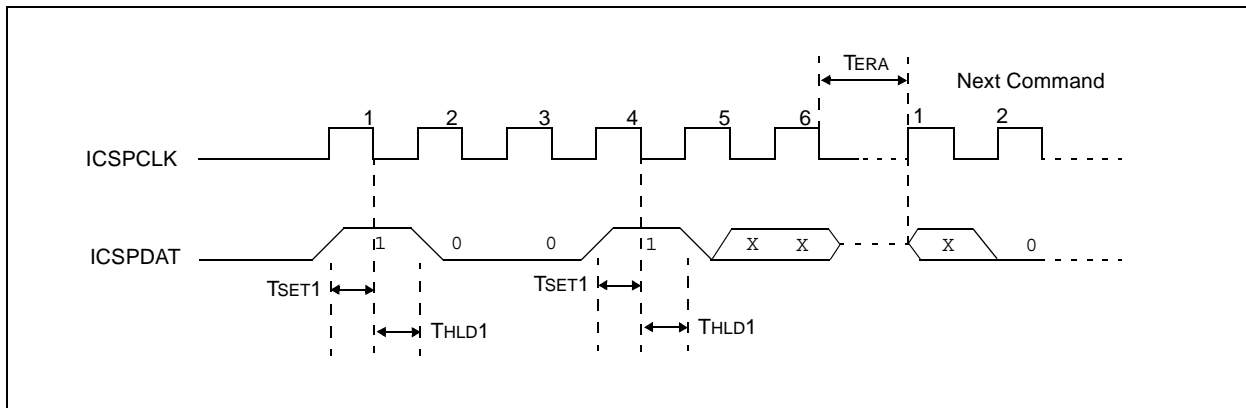 TERA
Next Command
1 2 3 4 5 6 1 2
ICSPCLK
ICSPDAT
1 0 0 1 X X X 0
TSET1 TSET1
THLD1 THLD1